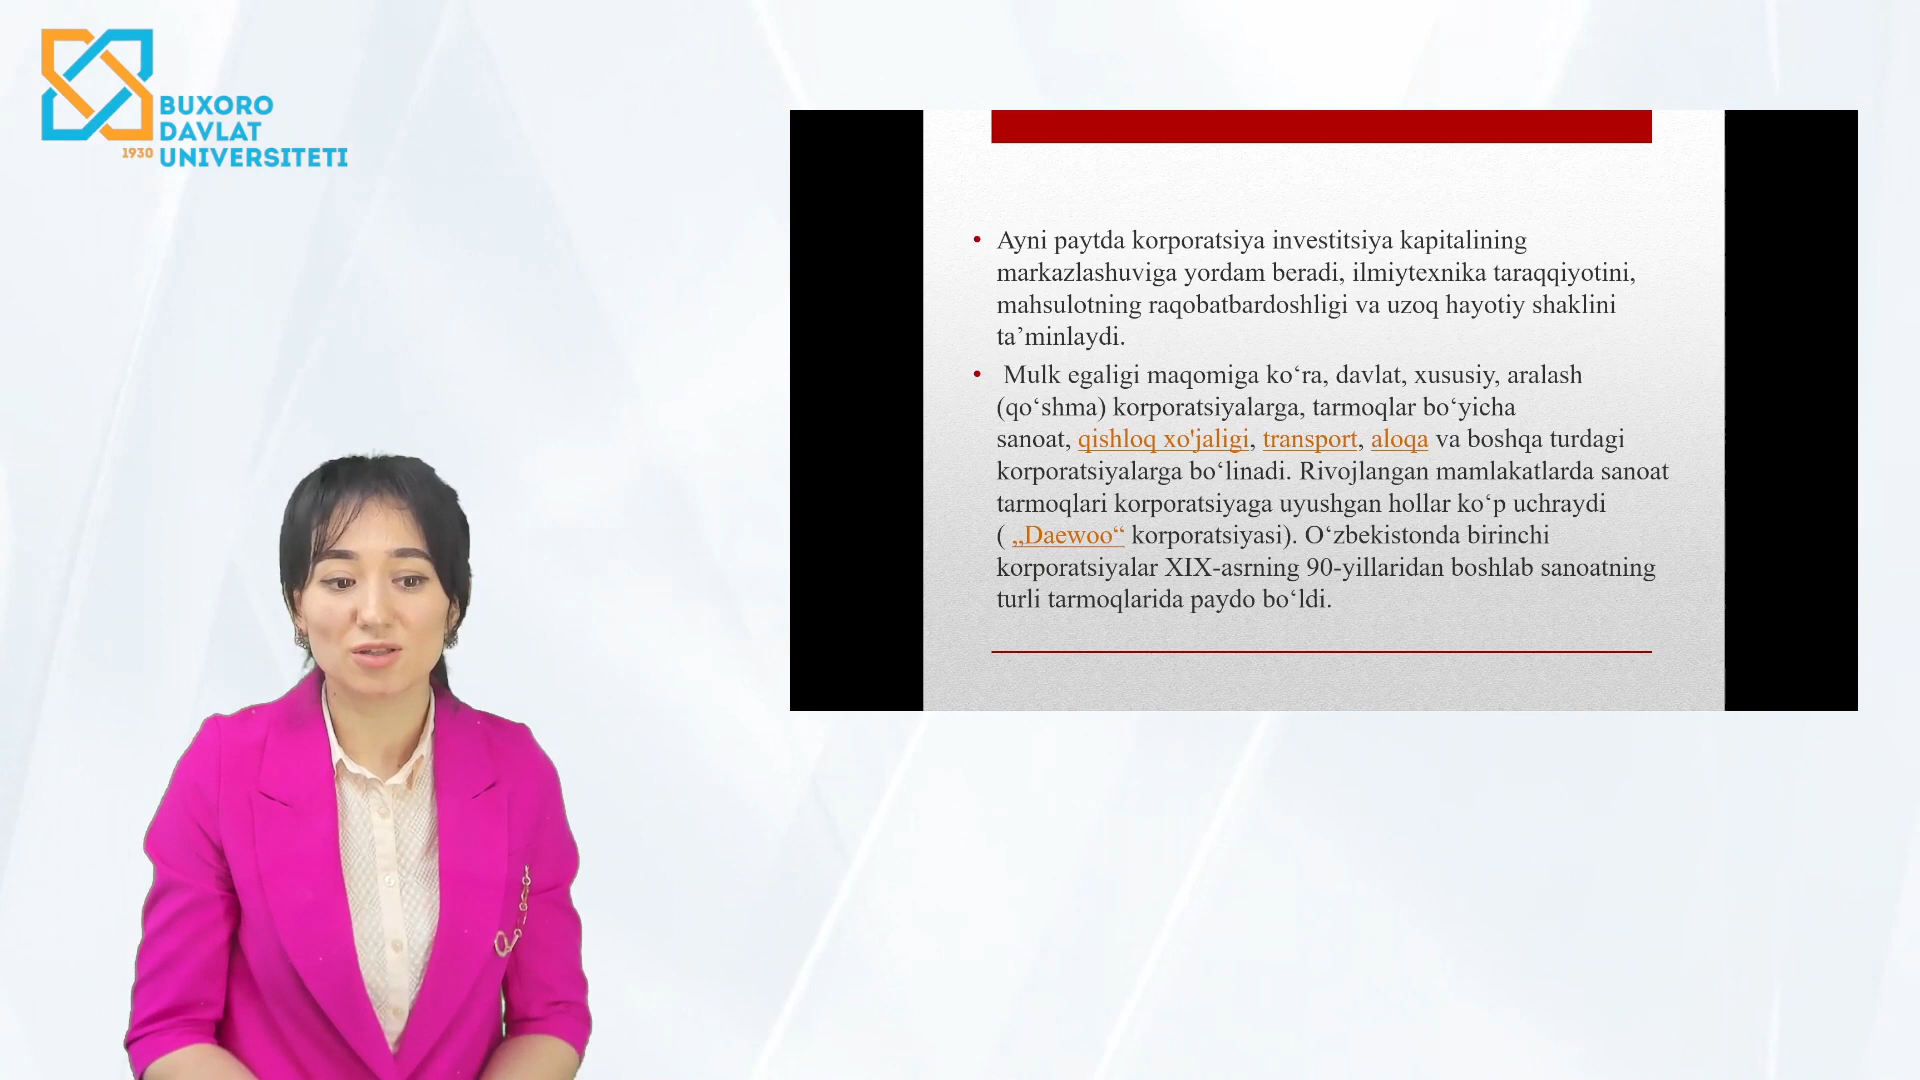 BUXORO
DAVLAT
1930 UNIVERSITETI
• Ayni paytda korporatsiya investitsiya kapitalining
markazlashuviga yordam beradi, ilmiytexnika taraqqiyotini,
mahsulotning raqobatbardoshligi va uzoq hayotiy shaklini
ta’minlaydi.
• Mulk egaligi maqomiga ko‘ra, davlat, xususiy, aralash
(qo‘shma) korporatsiyalarga, tarmoqlar bo‘yicha
sanoat, qishloq xo'jaligi, transport, aloqa va boshqa turdagi
korporatsiyalarga bo‘linadi. Rivojlangan mamlakatlarda sanoat
tarmoqlari korporatsiyaga uyushgan hollar ko‘p uchraydi
( „Daewoo“ korporatsiyasi). O‘zbekistonda birinchi
korporatsiyalar XIX-asrning 90-yillaridan boshlab sanoatning
turli tarmoqlarida paydo bo‘ldi.